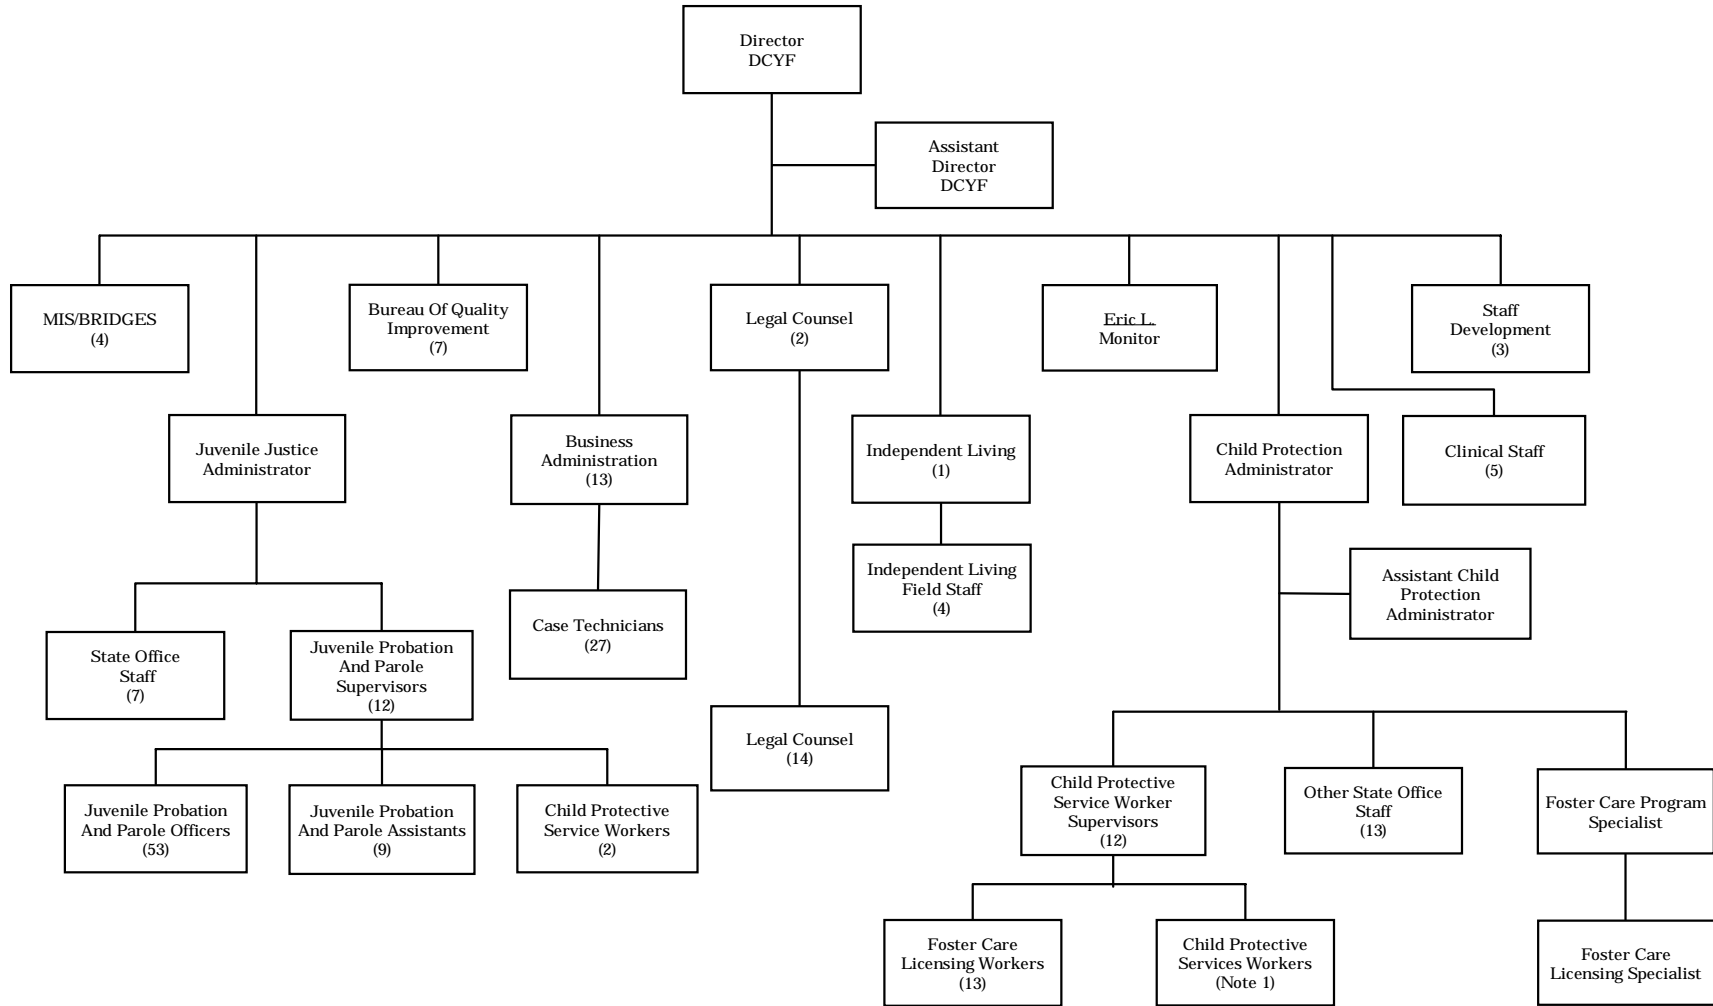 Director
DCYF
Assistant
Director
DCYF
MIS/BRIDGES
(4)
Bureau Of Quality
Improvement
(7)
Legal Counsel
(2)
Eric L.
Monitor
Staff
Development
(3)
Juvenile Justice
Administrator
Business
Administration
(13)
Independent Living
(1)
Child Protection
Administrator
Clinical Staff
(5)
Independent Living
Field Staff
(4)
Assistant Child
Protection
Administrator
Case Technicians
(27)
State Office
Staff
(7)
Juvenile Probation
And Parole
Supervisors
(12)
Legal Counsel
(14)
Juvenile Probation
And Parole Officers
(53)
Juvenile Probation
And Parole Assistants
(9)
Child Protective
Service Workers
(2)
Child Protective
Service Worker
Supervisors
(12)
Other State Office
Staff
(13)
Foster Care Program
Specialist
Foster Care
Licensing Workers
(13)
Child Protective
Services Workers
(Note 1)
Foster Care
Licensing Specialist